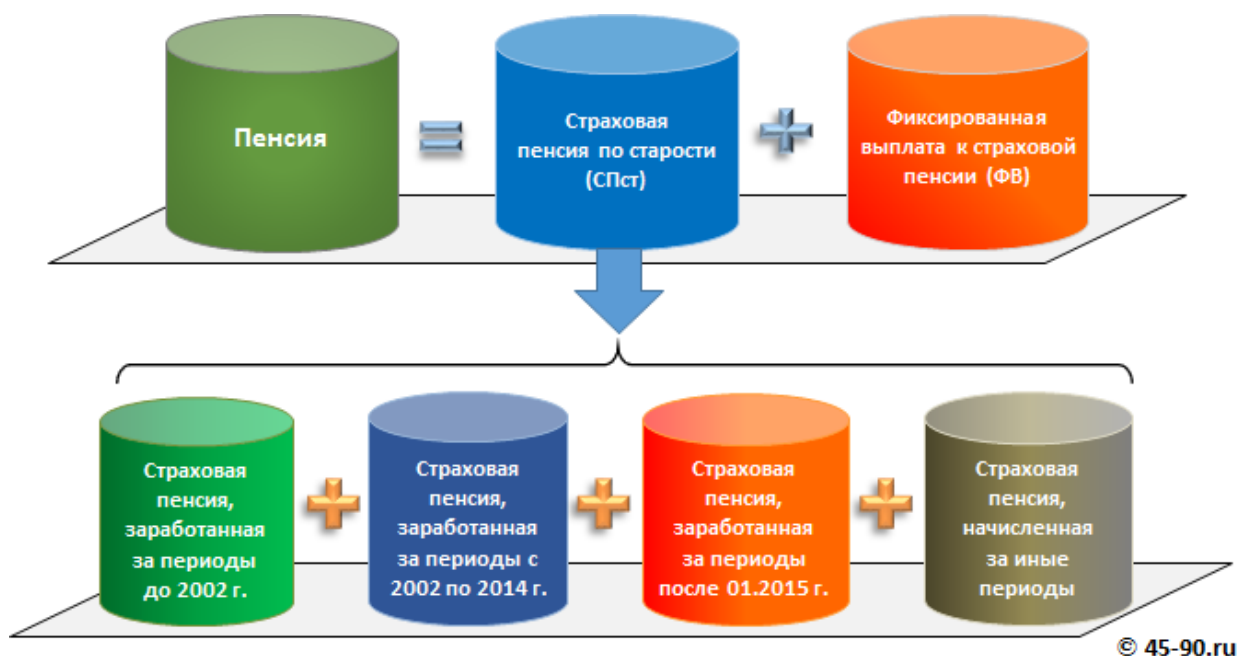 Пенсия
Страховая
пенсия по старости
(СПст)
Фиксированная
выплата к страховой
пенсии (ФВ)
Страховая
пенсия,
заработанная
за периоды
до 2002 г.
Страховая
пенсия,
заработанная
за периоды с
2002 по 2014 г.
Страховая
пенсия,
заработанная
за периоды
после 01.2015 г.
Страховая
пенсия,
начисленная
за иные
периоды
© 45-90.ru